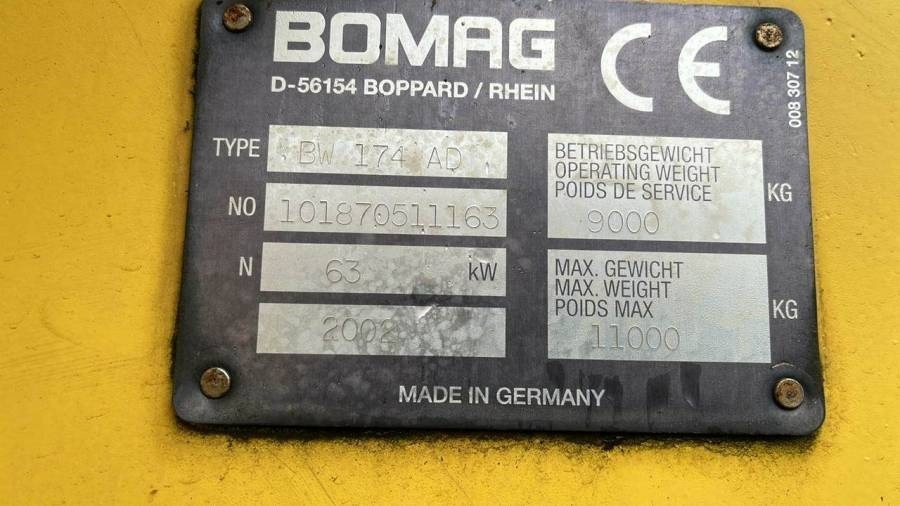 BOMAG
D-56154 BOPPARD / RHEIN
CE
008 307 12
TYPE BW 174 AD
NO 101870511163
N 63 kW
2002
BETRIEBSGEWICHT
OPERATING WEIGHT
POIDS DE SERVICE
9000 KG
MAX. GEWICHT
MAX. WEIGHT
POIDS MAX
11000 KG
MADE IN GERMANY